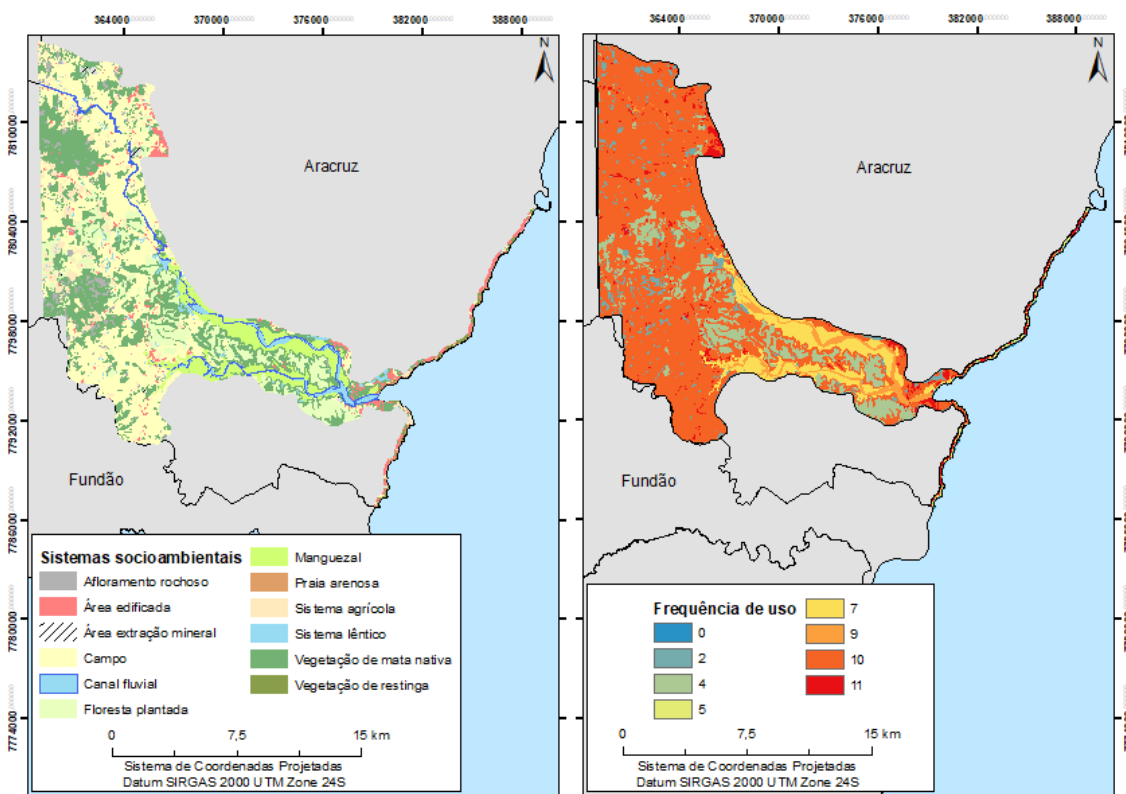 364000 370000 376000 382000 388000
N
7810000
7804000
7798000
7792000
7786000
7780000
7774000
Aracruz
Fundão
Sistemas socioambientais
Afloramento rochoso
Área edificada
Área extração mineral
Campo
Canal fluvial
Floresta plantada
Manguezal
Praia arenosa
Sistema agrícola
Sistema lêntico
Vegetação de mata nativa
Vegetação de restinga
0 7,5 15 km
Sistema de Coordenadas Projetadas
Datum SIRGAS 2000 UTM Zone 24S
364000 370000 376000 382000 388000
N
Aracruz
Fundão
Frequência de uso
0
2
4
5
7
9
10
11
0 7,5 15 km
Sistema de Coordenadas Projetadas
Datum SIRGAS 2000 UTM Zone 24S